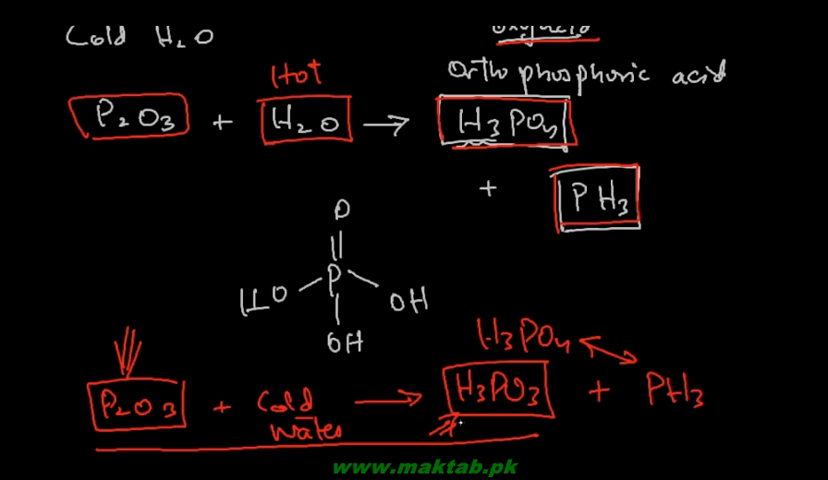 Cold H₂O
Ortho phosphoric acid
Hot
P₂O₃ + H₂O → H₃PO₄
+ PH₃
O
HO P OH
OH
H₃PO₄
P₂O₃ + Cold water → H₃PO₃ + PH₃
www.maktab.pk